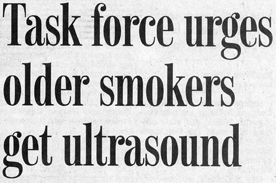 Task force urges
older smokers
get ultrasound